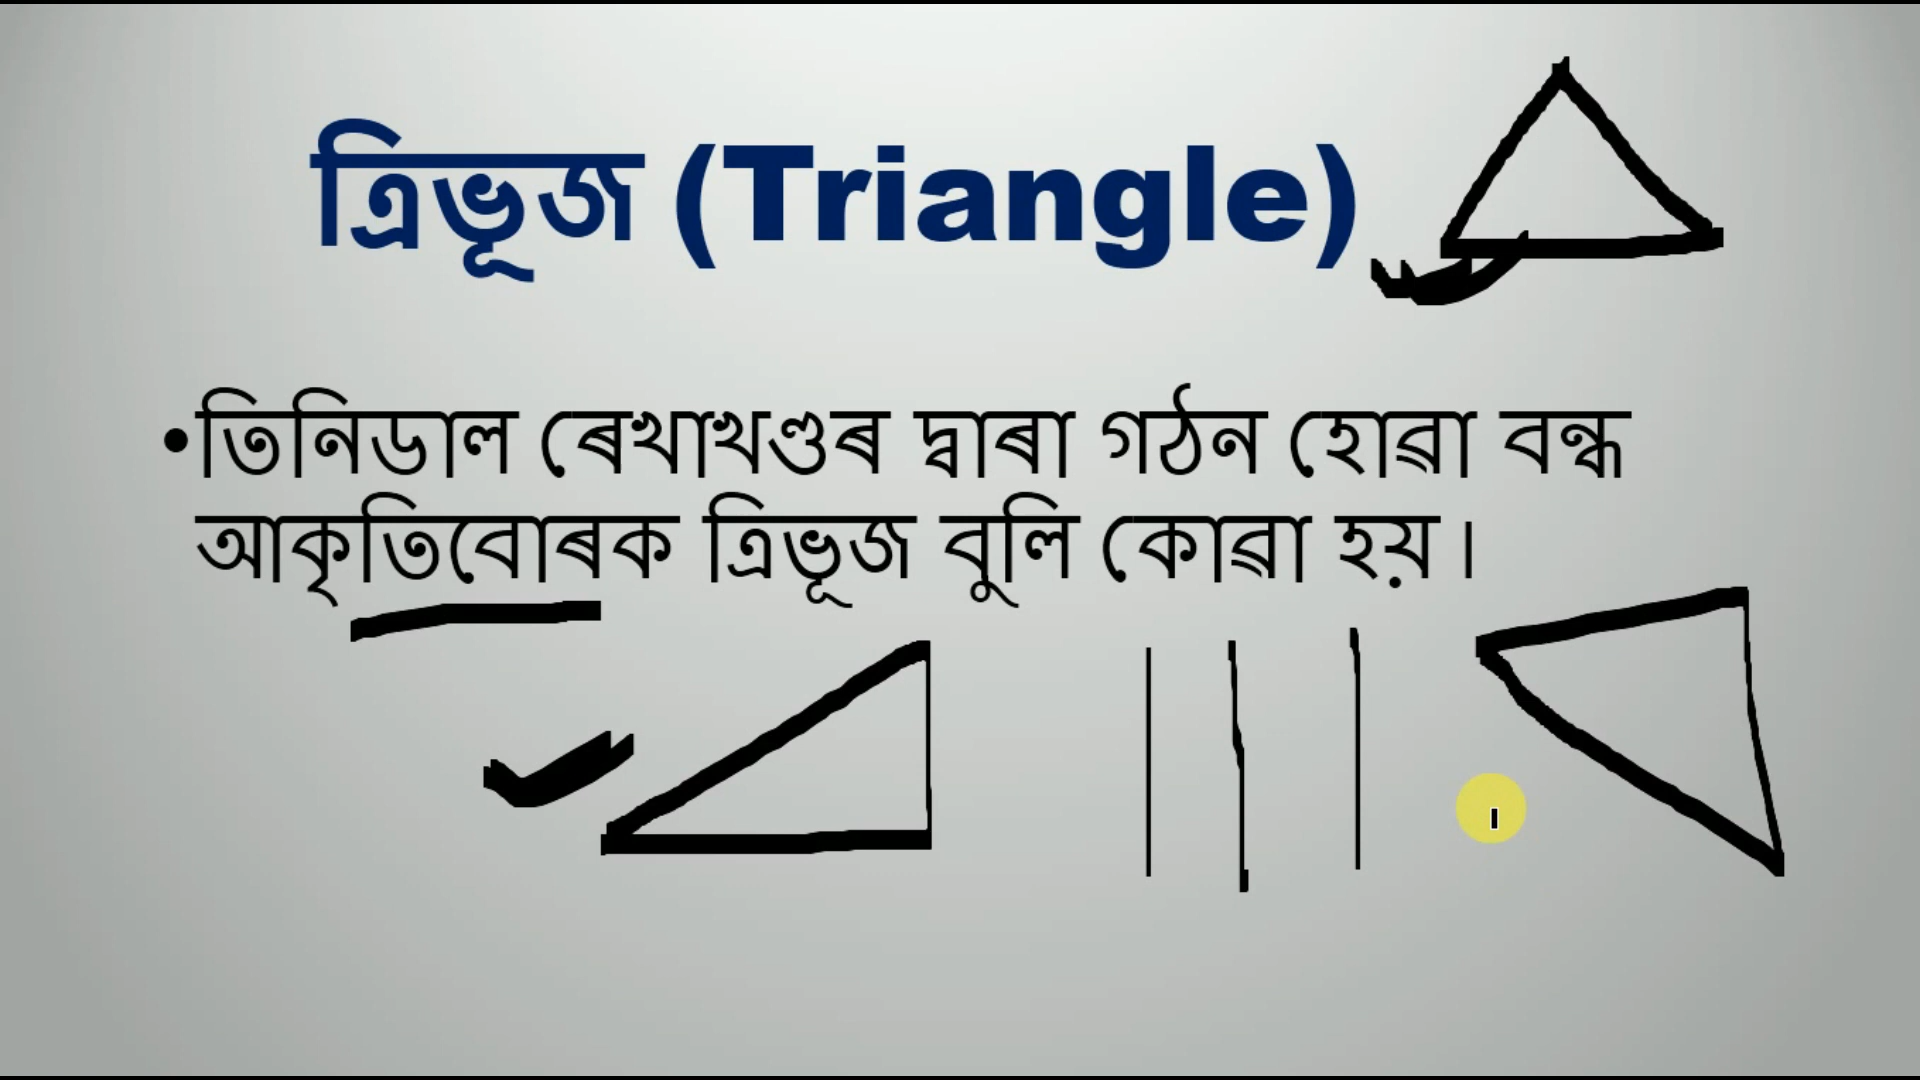 ত্ৰিভূজ (Triangle)
•তিনিডাল ৰেখাখণ্ডৰ দ্বাৰা গঠন হোৱা বন্ধ
আকৃতিবোৰক ত্ৰিভূজ বুলি কোৱা হয়।